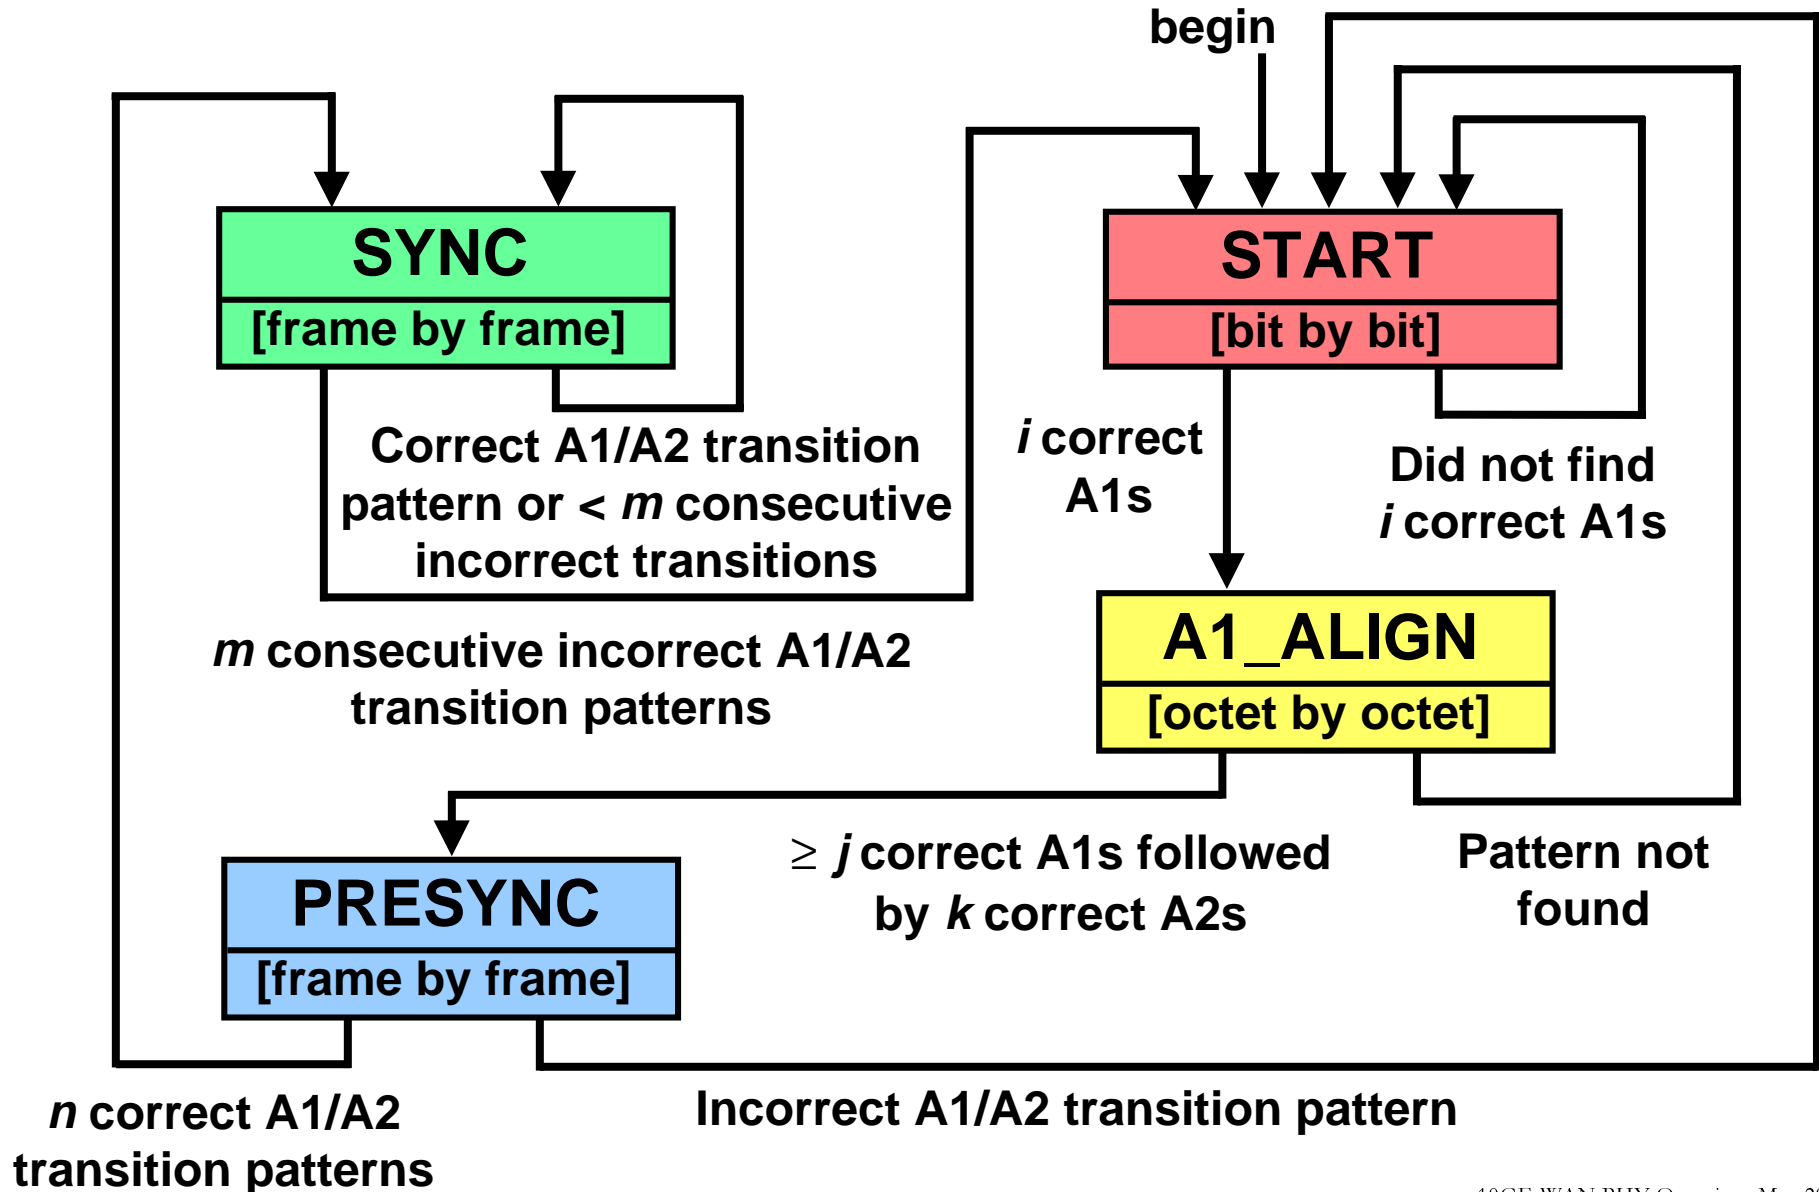 begin
SYNC
[frame by frame]
START
[bit by bit]
Correct A1/A2 transition
pattern or < m consecutive
incorrect transitions
i correct
A1s
Did not find
i correct A1s
m consecutive incorrect A1/A2
transition patterns
A1_ALIGN
[octet by octet]
≥ j correct A1s followed
by k correct A2s
Pattern not
found
PRESYNC
[frame by frame]
n correct A1/A2
transition patterns
Incorrect A1/A2 transition pattern